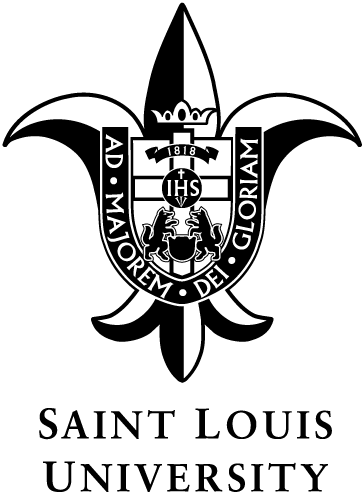 1818
IHS
AD • MAJOREM • DEI • GLORIAM
SAINT LOUIS
UNIVERSITY